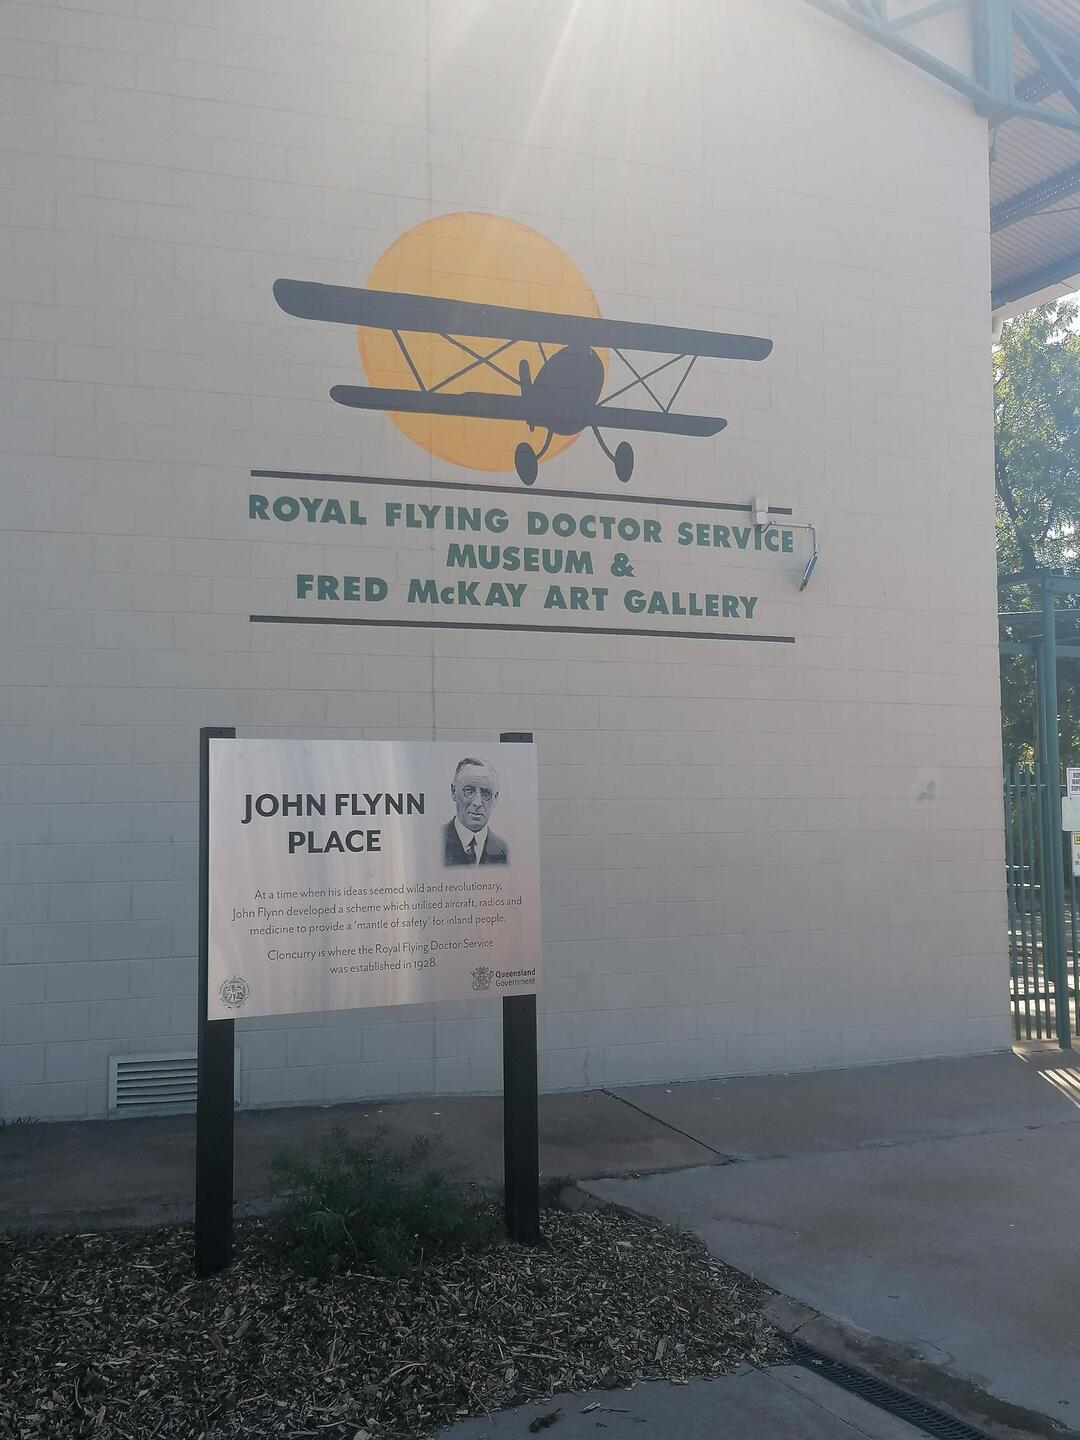 ROYAL FLYING DOCTOR SERVICE
MUSEUM &
FRED McKAY ART GALLERY
JOHN FLYNN
PLACE
At a time when his ideas seemed wild and revolutionary,
John Flynn developed a scheme which utilised aircraft, radios and
medicine to provide a 'mantle of safety' for inland people.
Cloncurry is where the Royal Flying Doctor Service
was established in 1928.
Queensland
Government